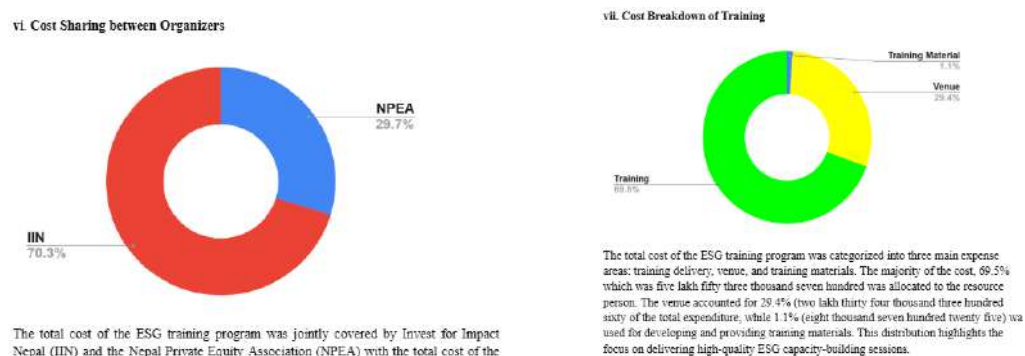 vi. Cost Sharing between Organizers
NPEA
29.7%
IIN
70.3%
The total cost of the ESG training program was jointly covered by Invest for Impact
Nepal (IIN) and the Nepal Private Equity Association (NPEA) with the total cost of the
vii. Cost Breakdown of Training
Training Material
1.1%
Venue
29.4%
Training
The total cost of the ESG training program was categorized into three main expense
areas: training delivery, venue, and training materials. The majority of the cost, 69.5%
which was five lakh fifty three thousand seven hundred was allocated to the resource
person. The venue accounted for 29.4% (two lakh thirty four thousand three hundred
sixty of the total expenditure, while 1.1% (eight thousand seven hundred twenty five) wa
used for developing and providing training materials. This distribution highlights the
focus on delivering high-quality ESG capacity-building sessions.